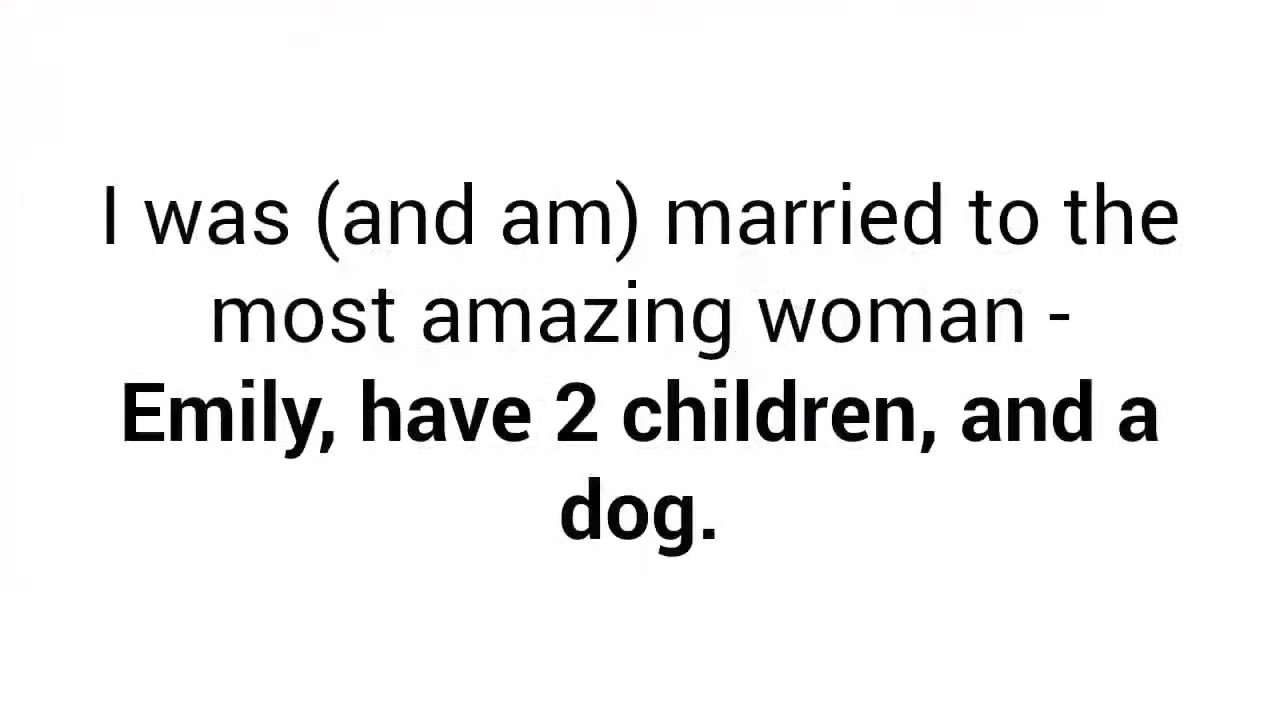 I was (and am) married to the
most amazing woman -
Emily, have 2 children, and a
dog.